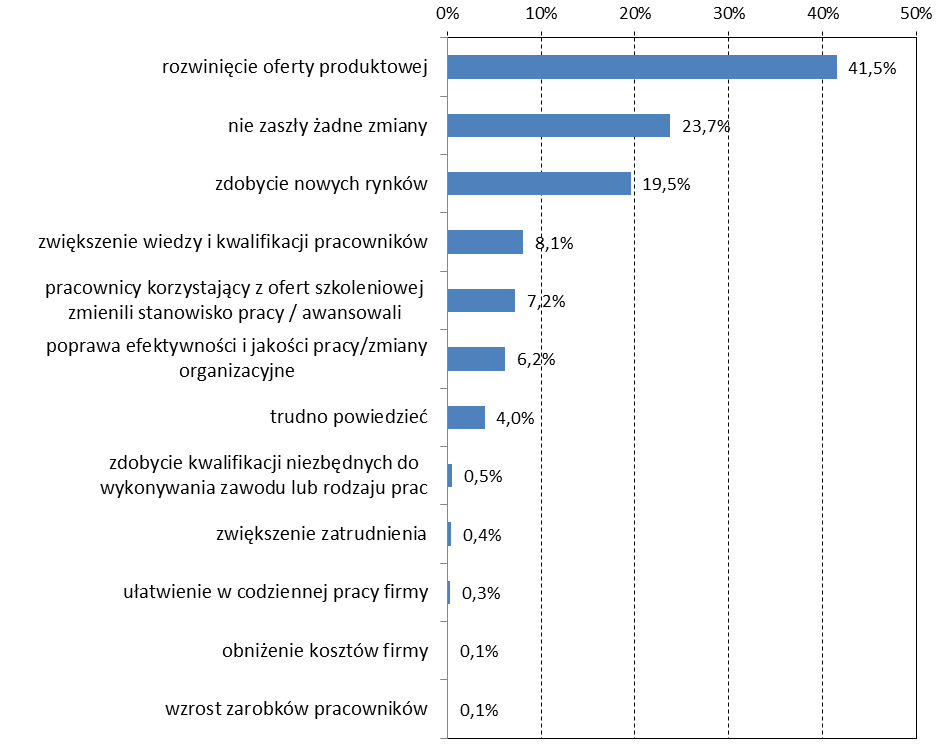 0% 10% 20% 30% 40% 50%
rozwinięcie oferty produktowej 41,5%
nie zaszły żadne zmiany 23,7%
zdobycie nowych rynków 19,5%
zwiększenie wiedzy i kwalifikacji pracowników 8,1%
pracownicy korzystający z ofert szkoleniowej
zmienili stanowisko pracy / awansowali 7,2%
poprawa efektywności i jakości pracy/zmiany
organizacyjne 6,2%
trudno powiedzieć 4,0%
zdobycie kwalifikacji niezbędnych do
wykonywania zawodu lub rodzaju prac 0,5%
zwiększenie zatrudnienia 0,4%
ułatwienie w codziennej pracy firmy 0,3%
obniżenie kosztów firmy 0,1%
wzrost zarobków pracowników 0,1%